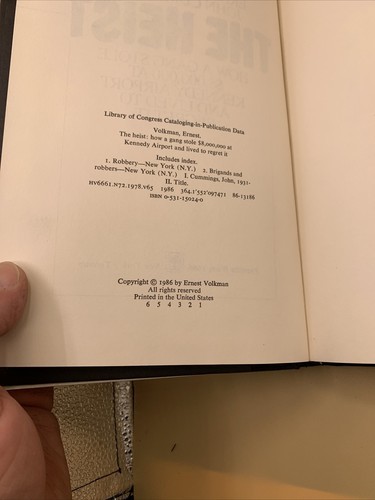 Library of Congress Cataloging-in-Publication Data
Volkman, Ernest.
The heist: how a gang stole $8,000,000 at
Kennedy Airport and lived to regret it
Includes index.
1. Robbery—New York (N.Y.) 2. Brigands and
robbers—New York (N.Y.) I. Cummings, John, 1931-
II. Title.
HV6661.N72.1978.V65 1986 364.1'552'097471 86-13186
ISBN 0-531-15024-0
Copyright © 1986 by Ernest Volkman
All rights reserved
Printed in the United States
6 5 4 3 2 1